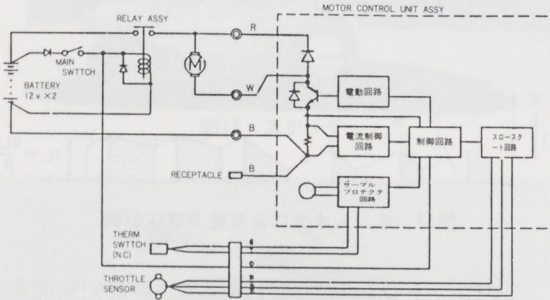 MOTOR CONTROL UNIT ASSY
RELAY ASSY
R
MAIN
SWTTCH
M
W
電動回路
BATTERY
12v×2
B
電流制御
回路
制御回路
スロースタ
ート回路
RECEPTACLE
B
サーマル
プロテクタ
回路
THERM
SWTTCH
(N.C)
THROTTLE
SENSOR